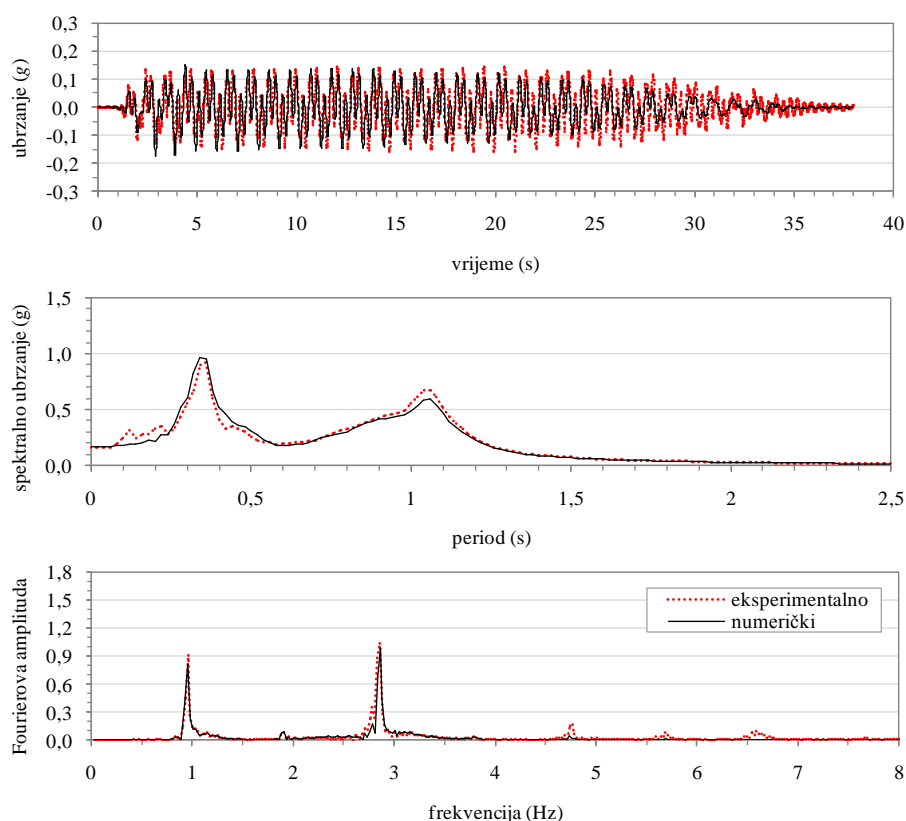 ubrzanje (g)
0,3
0,2
0,1
0,0
-0,1
-0,2
-0,3
0 5 10 15 20 25 30 35 40
vrijeme (s)
spektralno ubrzanje (g)
1,5
1,0
0,5
0,0
0 0,5 1 1,5 2 2,5
period (s)
Fourierova amplituda
1.8
1.5
1.2
0.9
0.6
0.3
0.0
eksperimentalno
numerički
0 1 2 3 4 5 6 7 8
frekvencija (Hz)